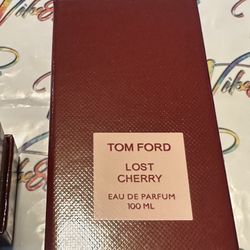 TOM FORD
LOST
CHERRY
EAU DE PARFUM
100 ML